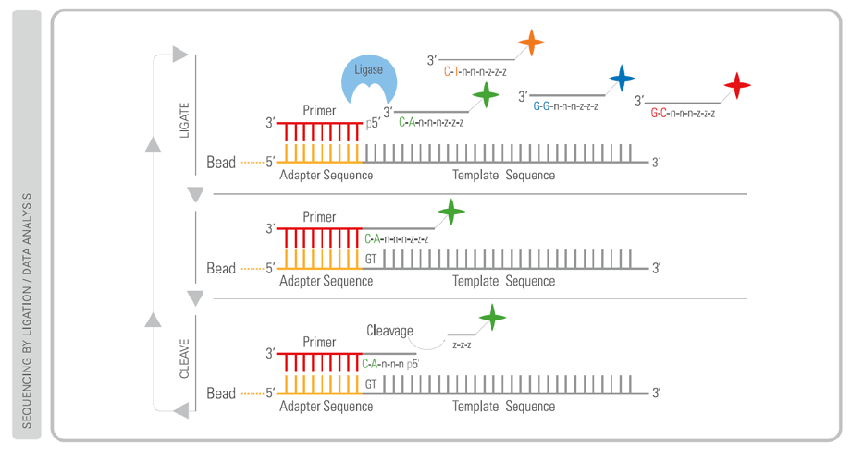 SEQUENCING BY LIGATION / DATA ANALYSIS
LIGATE
Ligase
3′
C-T-n-n-n-z-z-z
3′
C-A-n-n-n-z-z-z
3′
G-G-n-n-n-z-z-z
3′
G-C-n-n-n-z-z-z
Primer
3′ p5′
Bead 5′ 3′
Adapter Sequence Template Sequence
Primer
3′
C-A-n-n-n-z-z-z
GT
Bead 5′ 3′
Adapter Sequence Template Sequence
CLEAVE
Cleavage
z-z-z
Primer
3′
C-A-n-n-n p5′
GT
Bead 5′ 3′
Adapter Sequence Template Sequence